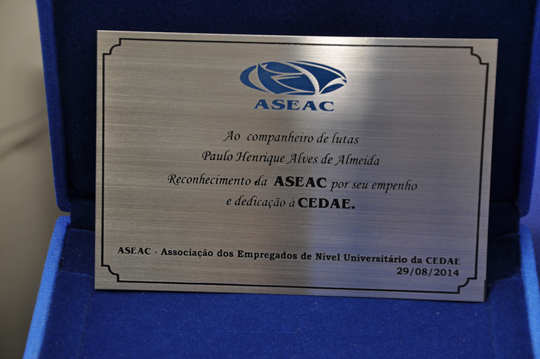 ASEAC
Ao companheiro de lutas
Paulo Henrique Alves de Almeida
Reconhecimento da ASEAC por seu empenho
e dedicação à CEDAE.
ASEAC - Associação dos Empregados de Nível Universitário da CEDAE
29/08/2014